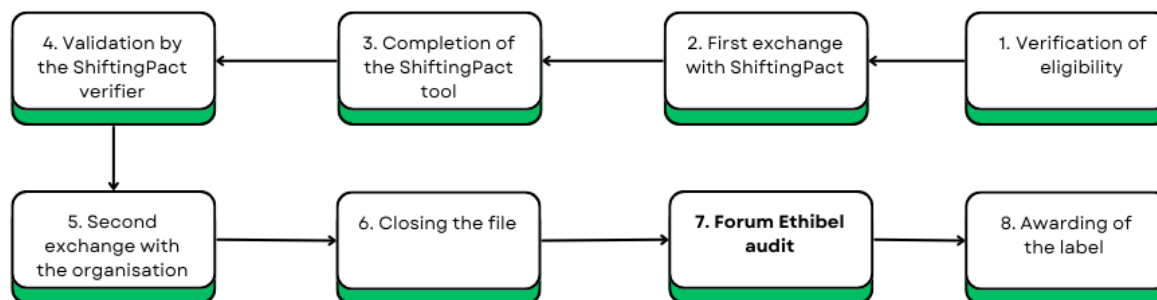 4. Validation by
the ShiftingPact
verifier
3. Completion of
the ShiftingPact
tool
2. First exchange
with ShiftingPact
1. Verification of
eligibility
5. Second
exchange with
the organisation
6. Closing the file
7. Forum Ethibel
audit
8. Awarding of
the label